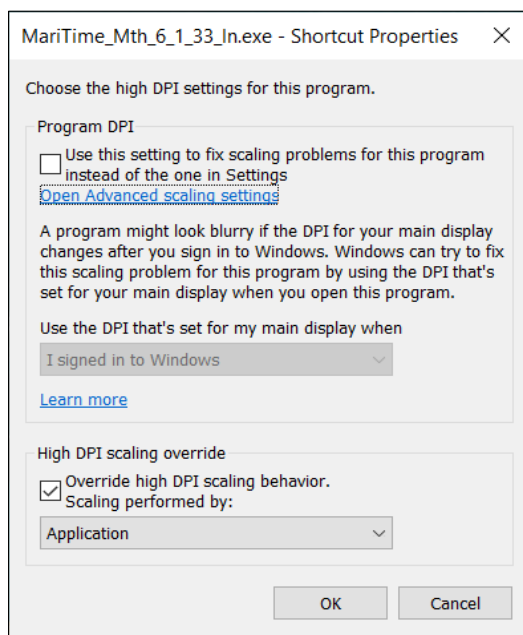 MariTime_Mth_6_1_33_In.exe - Shortcut Properties
Choose the high DPI settings for this program.
Program DPI
Use this setting to fix scaling problems for this program
instead of the one in Settings
Open Advanced scaling settings
A program might look blurry if the DPI for your main display
changes after you sign in to Windows. Windows can try to fix
this scaling problem for this program by using the DPI that's
set for your main display when you open this program.
Use the DPI that's set for my main display when
I signed in to Windows
Learn more
High DPI scaling override
Override high DPI scaling behavior.
Scaling performed by:
Application
OK
Cancel